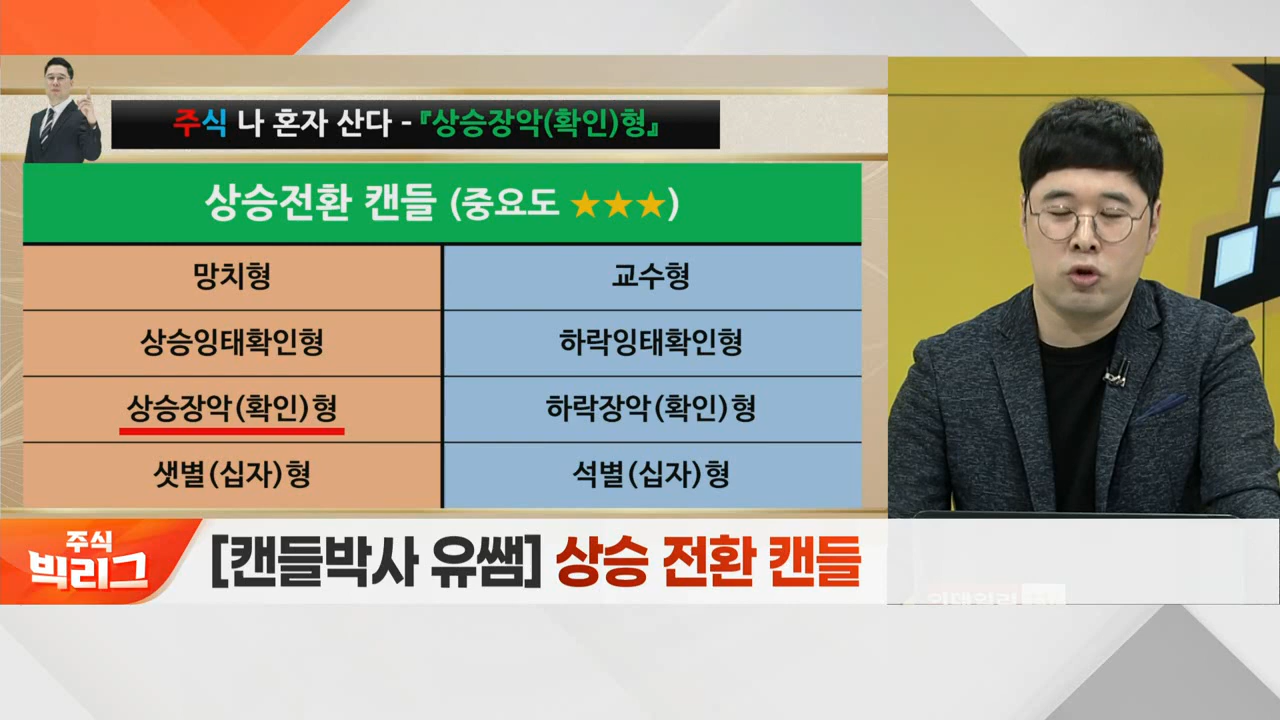 주식 나 혼자 산다 - 『상승장악(확인)형』
상승전환 캔들 (중요도 ★★★)
망치형 교수형
상승잉태확인형 하락잉태확인형
상승장악(확인)형 하락장악(확인)형
샛별(십자)형 석별(십자)형
주식
빅리그
[캔들박사 유쌤] 상승 전환 캔들